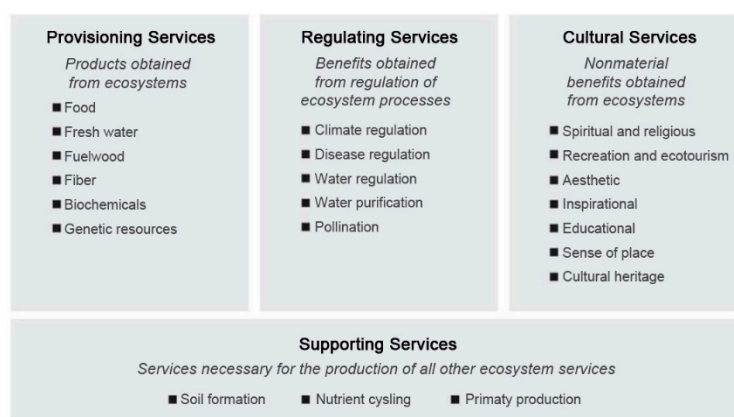 Provisioning Services
Products obtained
from ecosystems
■ Food
■ Fresh water
■ Fuelwood
■ Fiber
■ Biochemicals
■ Genetic resources
Regulating Services
Benefits obtained
from regulation of
ecosystem processes
■ Climate regulation
■ Disease regulation
■ Water regulation
■ Water purification
■ Pollination
Cultural Services
Nonmaterial
benefits obtained
from ecosystems
■ Spiritual and religious
■ Recreation and ecotourism
■ Aesthetic
■ Inspirational
■ Educational
■ Sense of place
■ Cultural heritage
Supporting Services
Services necessary for the production of all other ecosystem services
■ Soil formation ■ Nutrient cysling ■ Primaty production